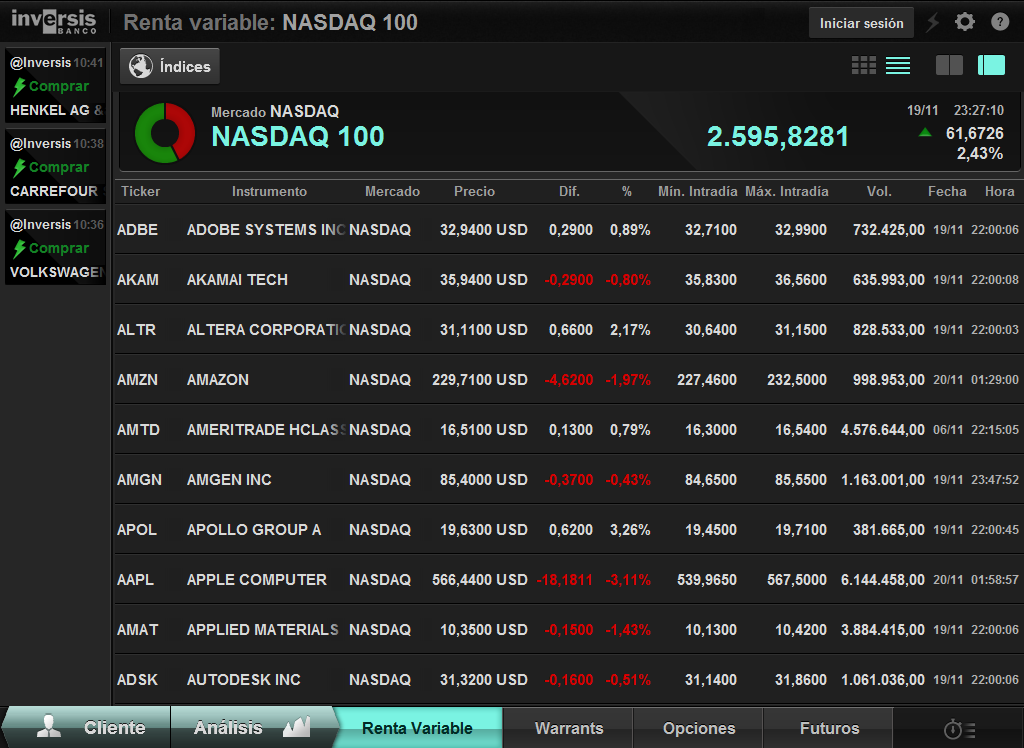 inversis
BANCO
Renta variable: NASDAQ 100
Iniciar sesión
?
@Inversis 10:41
Comprar
HENKEL AG &
@Inversis 10:38
Comprar
CARREFOUR
@Inversis 10:36
Comprar
VOLKSWAGEN
Índices
Mercado NASDAQ
NASDAQ 100
2.595,8281
19/11 23:27:10
61,6726
2,43%
Ticker Instrumento Mercado Precio Dif. % Mín. Intradía Máx. Intradía Vol. Fecha Hora
ADBE ADOBE SYSTEMS INC NASDAQ 32,9400 USD 0,2900 0,89% 32,7100 32,9900 732.425,00 19/11 22:00:06
AKAM AKAMAI TECH NASDAQ 35,9400 USD -0,2900 -0,80% 35,8300 36,5600 635.993,00 19/11 22:00:08
ALTR ALTERA CORPORATIO NASDAQ 31,1100 USD 0,6600 2,17% 30,6400 31,1500 828.533,00 19/11 22:00:03
AMZN AMAZON NASDAQ 229,7100 USD -4,6200 -1,97% 227,4600 232,5000 998.953,00 20/11 01:29:00
AMTD AMERITRADE HCLASS NASDAQ 16,5100 USD 0,1300 0,79% 16,3000 16,5400 4.576.644,00 06/11 22:15:05
AMGN AMGEN INC NASDAQ 85,4000 USD -0,3700 -0,43% 84,6500 85,5500 1.163.001,00 19/11 23:47:52
APOL APOLLO GROUP A NASDAQ 19,6300 USD 0,6200 3,26% 19,4500 19,7100 381.665,00 19/11 22:00:45
AAPL APPLE COMPUTER NASDAQ 566,4400 USD -18,1811 -3,11% 539,9650 567,5000 6.144.458,00 20/11 01:58:57
AMAT APPLIED MATERIALS NASDAQ 10,3500 USD -0,1500 -1,43% 10,1300 10,4200 3.884.415,00 19/11 22:00:06
ADSK AUTODESK INC NASDAQ 31,3200 USD -0,1600 -0,51% 31,1400 31,8600 1.061.036,00 19/11 22:00:06
Cliente Análisis Renta Variable Warrants Opciones Futuros